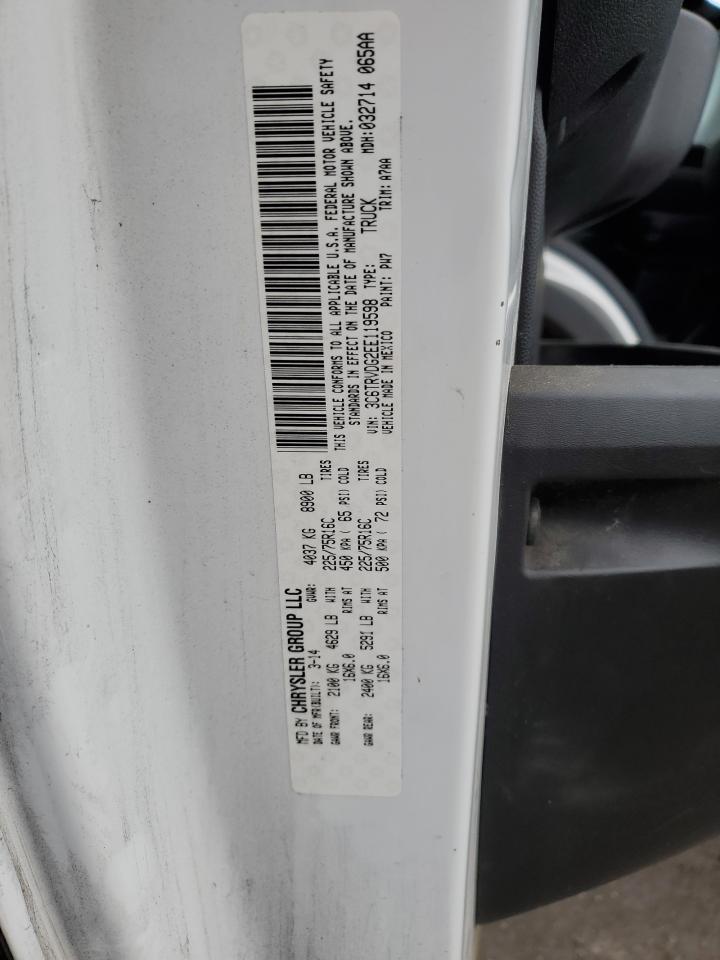 MFD BY CHRYSLER GROUP LLC
DATE OF MFR(BUILT): 3-14 GVWR: 4037 KG 8900 LB
GAWR FRONT: 2100 KG 4629 LB WITH 225/75R16C TIRES
16X6.0 RIMS AT 450 KPA ( 65 PSI) COLD
GAWR REAR: 2400 KG 5291 LB WITH 225/75R16C TIRES
16X6.0 RIMS AT 500 KPA ( 72 PSI) COLD
THIS VEHICLE CONFORMS TO ALL APPLICABLE U.S.A. FEDERAL MOTOR VEHICLE SAFETY
STANDARDS IN EFFECT ON THE DATE OF MANUFACTURE SHOWN ABOVE.
VIN: 3C6TRVDG2EE119598 TYPE: TRUCK MDH:032714 065AA
VEHICLE MADE IN MEXICO PAINT: PW7 TRIM: A7AA